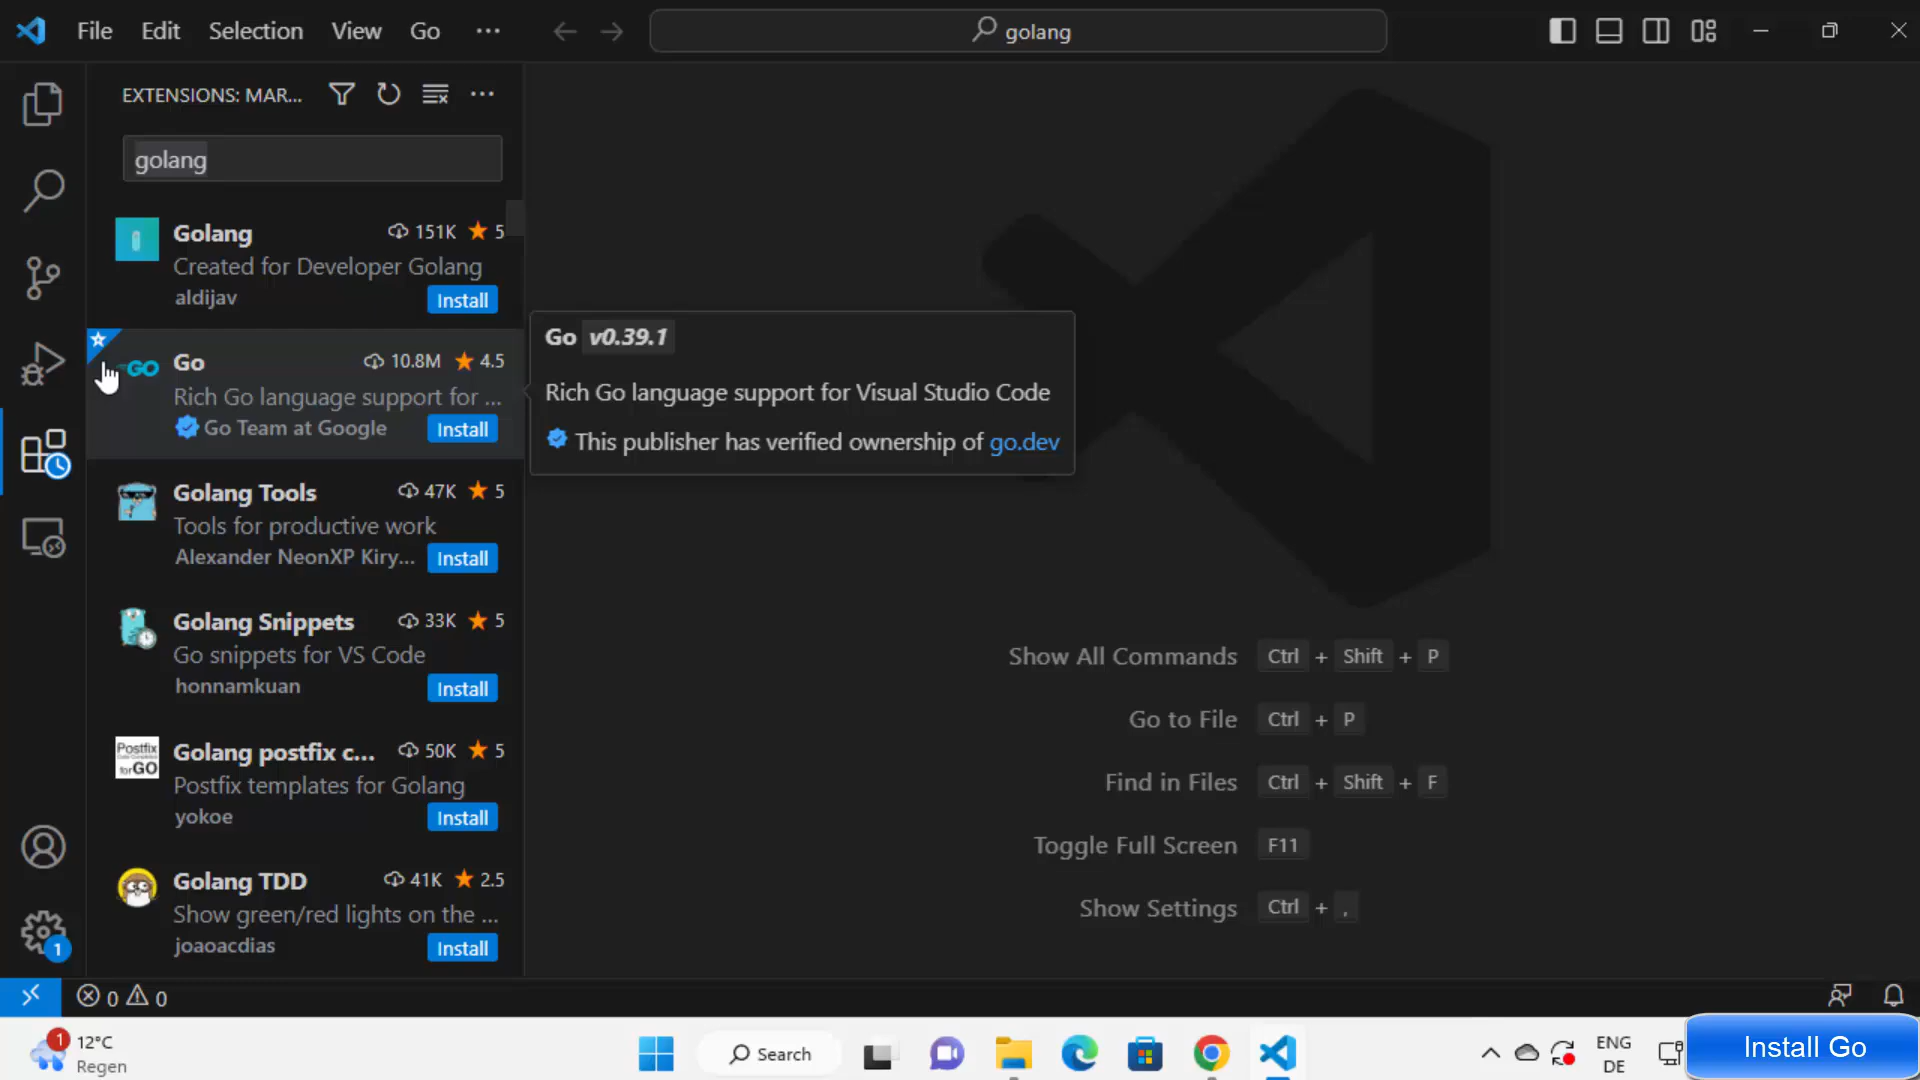 File Edit Selection View Go ···
golang
EXTENSIONS: MAR...
golang
Golang 151K 5
Created for Developer Golang
aldijav Install
GO Go 10.8M 4.5
Rich Go language support for ...
Go Team at Google Install
Go v0.39.1
Rich Go language support for Visual Studio Code
This publisher has verified ownership of go.dev
Golang Tools 47K 5
Tools for productive work
Alexander NeonXP Kiry... Install
Golang Snippets 33K 5
Go snippets for VS Code
honnamkuan Install
Postfix
for GO
Golang postfix c... 50K 5
Postfix templates for Golang
yokoe Install
Golang TDD 41K 2.5
Show green/red lights on the ...
joaoacdias Install
1
Show All Commands Ctrl + Shift + P
Go to File Ctrl + P
Find in Files Ctrl + Shift + F
Toggle Full Screen F11
Show Settings Ctrl + ,
0 0
1
12°C
Regen
Search
ENG
DE
Install Go